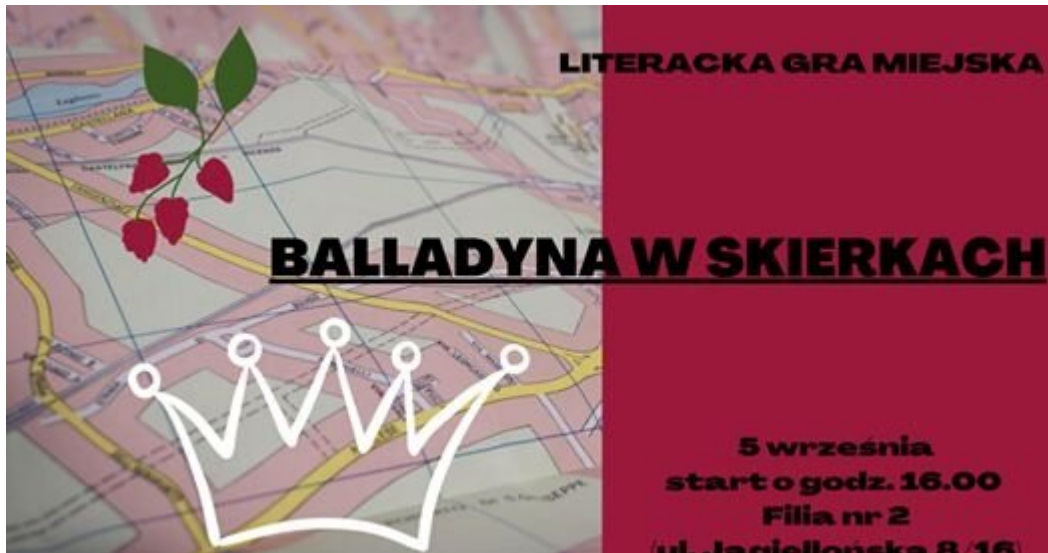 LITERACKA GRA MIEJSKA
BALLADYNA W SKIERKACH
5 września
start o godz. 16.00
Filia nr 2
(ul. Jagiellońska 8/16)